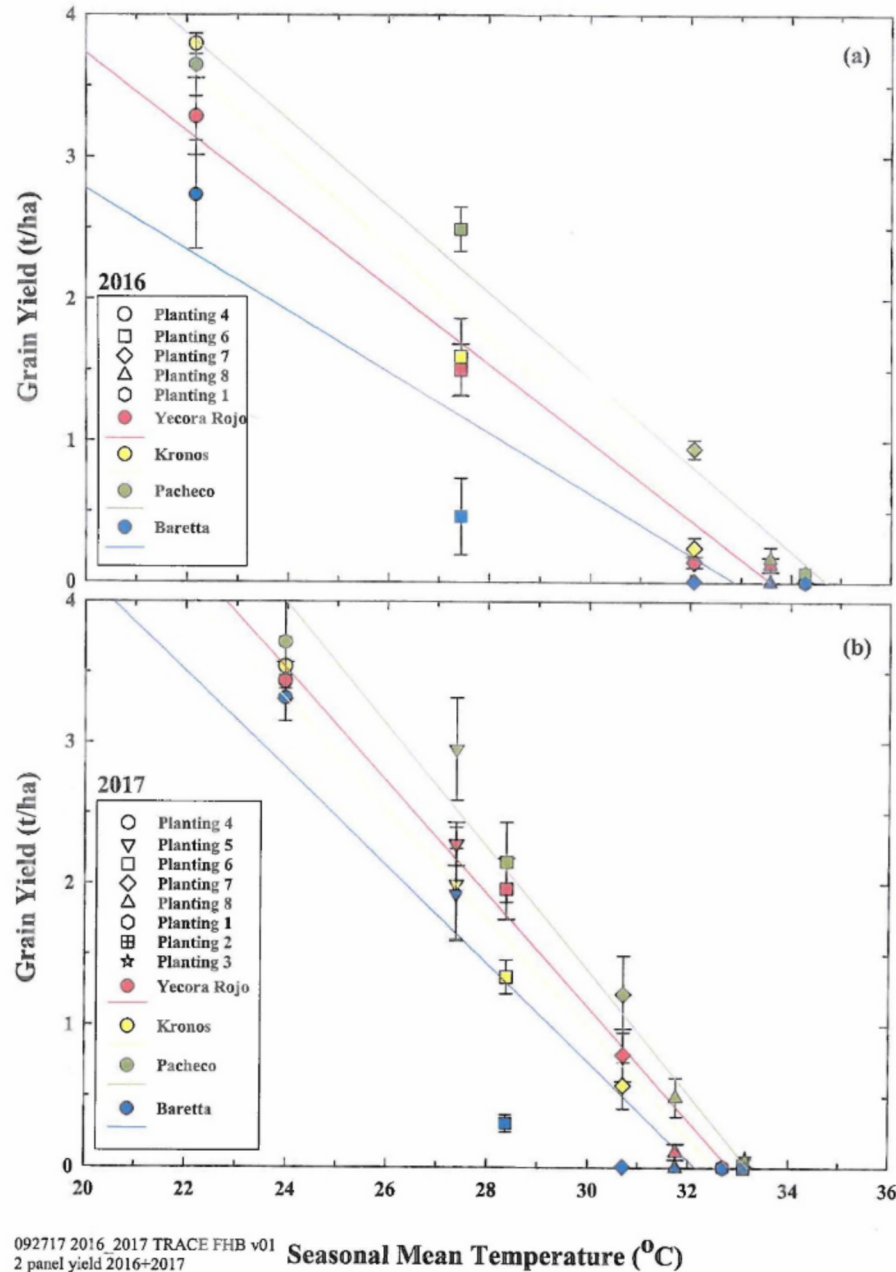 4
(a)
3
Grain Yield (t/ha)
2016
2
Planting 4
Planting 6
Planting 7
Planting 8
Planting 1
Yecora Rojo
1
Kronos
Pacheco
Baretta
0
4
(b)
3
Grain Yield (t/ha)
2017
Planting 4
Planting 5
2
Planting 6
Planting 7
Planting 8
Planting 1
Planting 2
Planting 3
Yecora Rojo
1
Kronos
Pacheco
Baretta
0
20 22 24 26 28 30 32 34 36
092717 2016_2017 TRACE FHB v01
2 panel yield 2016+2017
Seasonal Mean Temperature (°C)